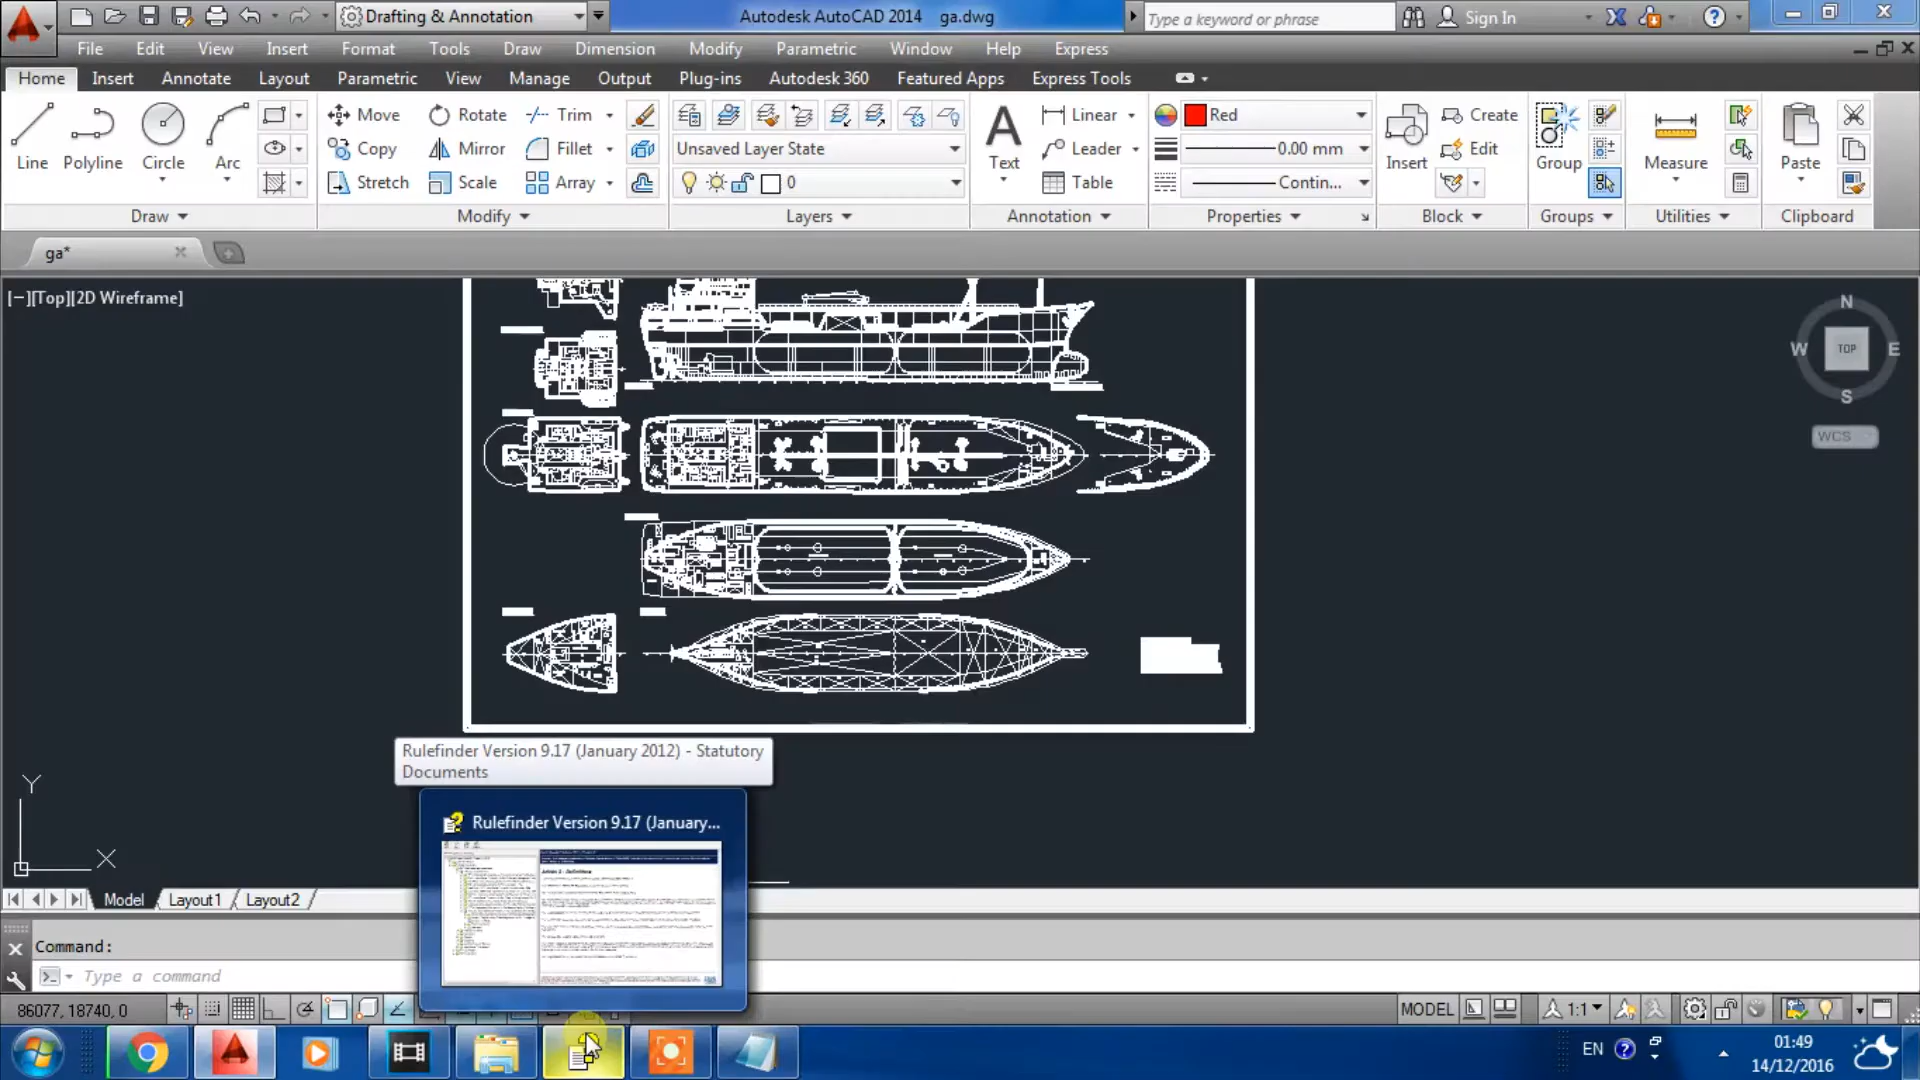 Drafting & Annotation
Autodesk AutoCAD 2014 ga.dwg
Type a keyword or phrase
Sign In
File Edit View Insert Format Tools Draw Dimension Modify Parametric Window Help Express
Home Insert Annotate Layout Parametric View Manage Output Plug-ins Autodesk 360 Featured Apps Express Tools
Move Rotate Trim
Linear
Red
Create
Copy Mirror Fillet
Unsaved Layer State
Leader
0.00 mm
Edit
Line Polyline Circle Arc
Text
Insert
Group
Measure
Paste
Stretch Scale Array
0
Table
Contin...
Draw Modify Layers Annotation Properties Block Groups Utilities Clipboard
ga*
[−][Top][2D Wireframe]
N
W TOP E
S
WCS
Rulefinder Version 9.17 (January 2012) - Statutory
Documents
Rulefinder Version 9.17 (January...
Y
X
Model Layout1 Layout2
Command:
Type a command
86077, 18740, 0
MODEL
1:1
EN
01:49
14/12/2016